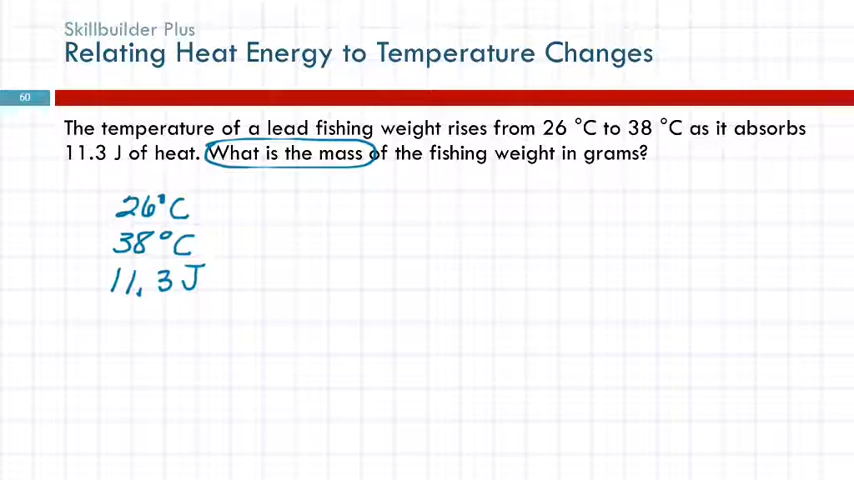 Skillbuilder Plus
Relating Heat Energy to Temperature Changes
60
The temperature of a lead fishing weight rises from 26 °C to 38 °C as it absorbs
11.3 J of heat. What is the mass of the fishing weight in grams?
26°C
38°C
11.3 J